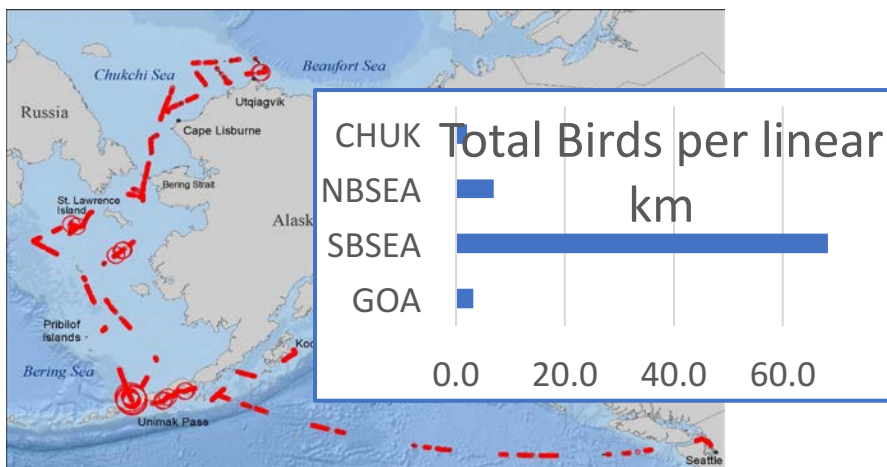 Chukchi Sea
Beaufort Sea
Russia
Utqiagvik
Cape Lisburne
Bering Strait
St. Lawrence
Island
Alask
Pribilof
Islands
Bering Sea
Unimak Pass
Seattle
Total Birds per linear
km
CHUK
NBSEA
SBSEA
GOA
0.0 20.0 40.0 60.0